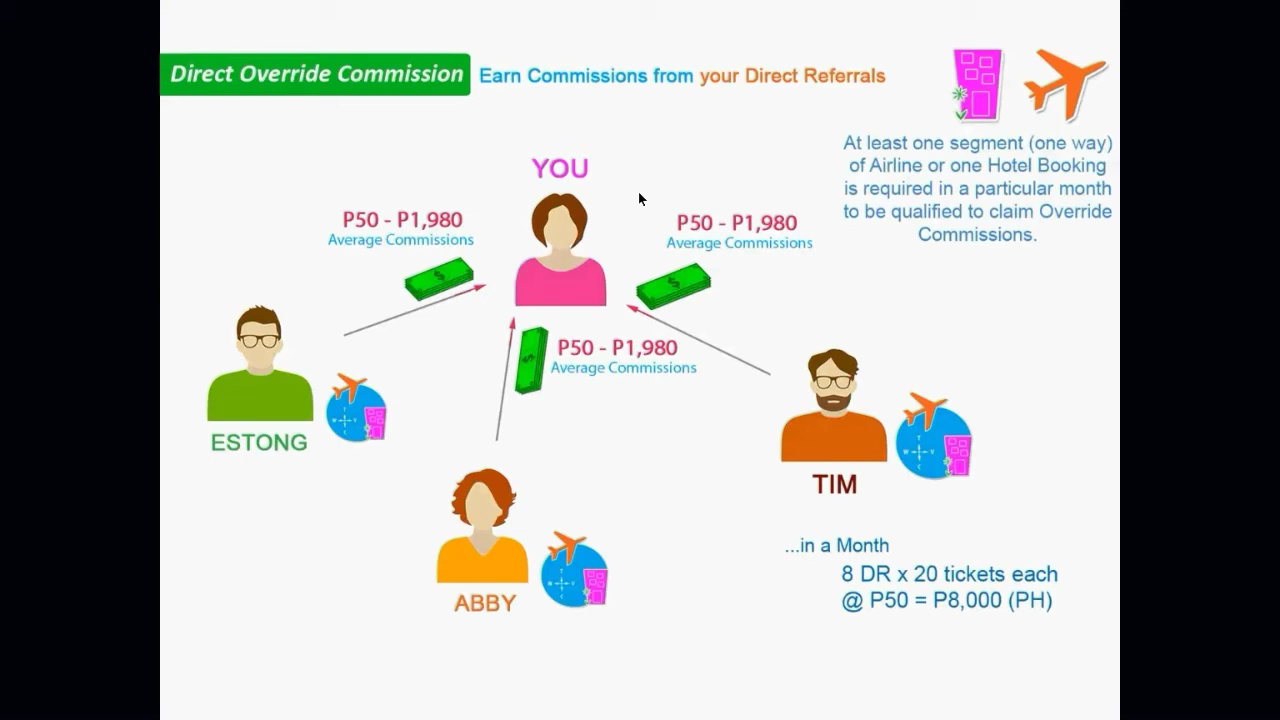 Direct Override Commission
Earn Commissions from your Direct Referrals
At least one segment (one way)
of Airline or one Hotel Booking
is required in a particular month
to be qualified to claim Override
Commissions.
YOU
P50 - P1,980
Average Commissions
P50 - P1,980
Average Commissions
P50 - P1,980
Average Commissions
ESTONG
TIM
ABBY
...in a Month
8 DR x 20 tickets each
@ P50 = P8,000 (PH)